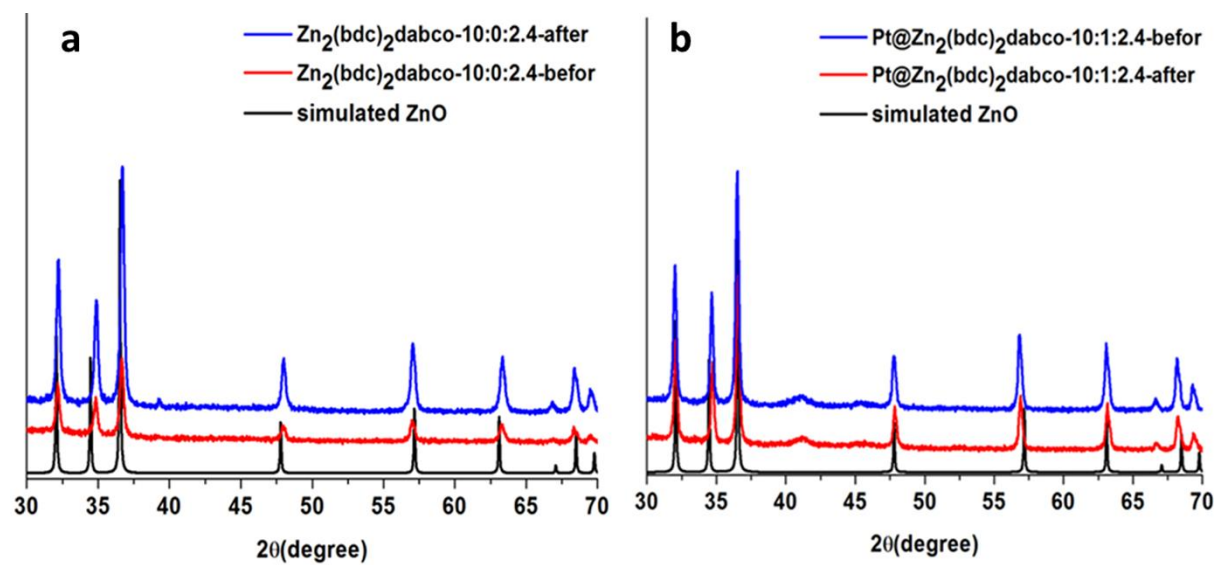 a
Zn2(bdc)2dabco-10:0:2.4-after
Zn2(bdc)2dabco-10:0:2.4-befor
simulated ZnO
30 35 40 45 50 55 60 65 70
2θ(degree)
b
Pt@Zn2(bdc)2dabco-10:1:2.4-befor
Pt@Zn2(bdc)2dabco-10:1:2.4-after
simulated ZnO
30 35 40 45 50 55 60 65 70
2θ(degree)